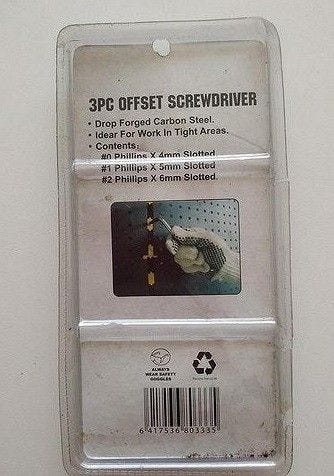 3PC OFFSET SCREWDRIVER
• Drop Forged Carbon Steel.
• Idear For Work In Tight Areas.
• Contents:
#0 Phillips X 4mm Slotted
#1 Phillips X 5mm Slotted
#2 Phillips X 6mm Slotted.
ALWAYS
WEAR SAFETY
GOGGLES
6 417536 803335